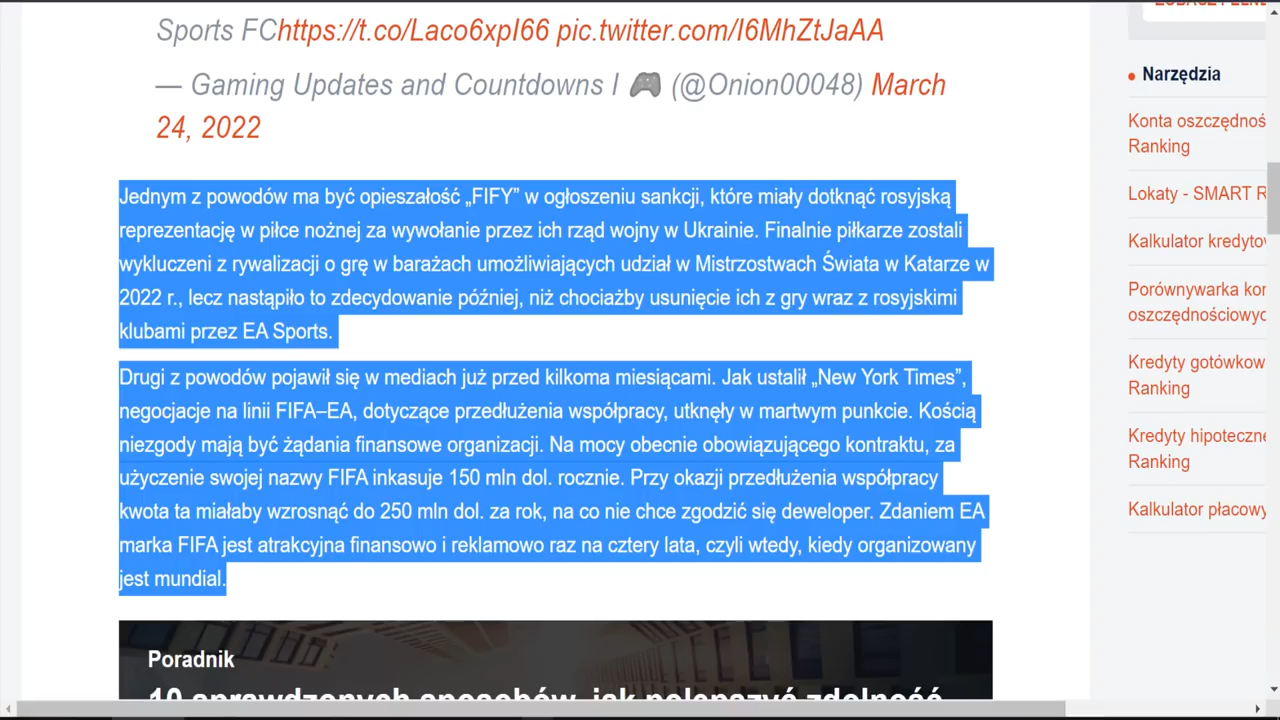 Sports FChttps://t.co/Laco6xpI66 pic.twitter.com/I6MhZtJaAA
— Gaming Updates and Countdowns I 🎮 (@Onion00048) March
24, 2022
Jednym z powodów ma być opieszałość „FIFY” w ogłoszeniu sankcji, które miały dotknąć rosyjską
reprezentację w piłce nożnej za wywołanie przez ich rząd wojny w Ukrainie. Finalnie piłkarze zostali
wykluczeni z rywalizacji o grę w barażach umożliwiających udział w Mistrzostwach Świata w Katarze w
2022 r., lecz nastąpiło to zdecydowanie później, niż chociażby usunięcie ich z gry wraz z rosyjskimi
klubami przez EA Sports.
Drugi z powodów pojawił się w mediach już przed kilkoma miesiącami. Jak ustalił „New York Times”,
negocjacje na linii FIFA–EA, dotyczące przedłużenia współpracy, utknęły w martwym punkcie. Kością
niezgody mają być żądania finansowe organizacji. Na mocy obecnie obowiązującego kontraktu, za
użyczenie swojej nazwy FIFA inkasuje 150 mln dol. rocznie. Przy okazji przedłużenia współpracy
kwota ta miałaby wzrosnąć do 250 mln dol. za rok, na co nie chce zgodzić się deweloper. Zdaniem EA
marka FIFA jest atrakcyjna finansowo i reklamowo raz na cztery lata, czyli wtedy, kiedy organizowany
jest mundial.
Poradnik
10 sprawdzonych sposobów, jak polepszyć zdolność
Narzędzia
Konta oszczędnoś
Ranking
Lokaty - SMART R
Kalkulator kredytov
Porównywarka kon
oszczędnościowyc
Kredyty gotówkow
Ranking
Kredyty hipoteczne
Ranking
Kalkulator płacowy